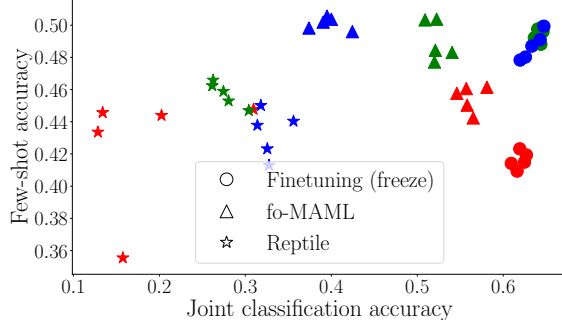 Few-shot accuracy
0.50
0.48
0.46
0.44
0.42
0.40
0.38
0.36
Finetuning (freeze)
fo-MAML
Reptile
0.1 0.2 0.3 0.4 0.5 0.6
Joint classification accuracy